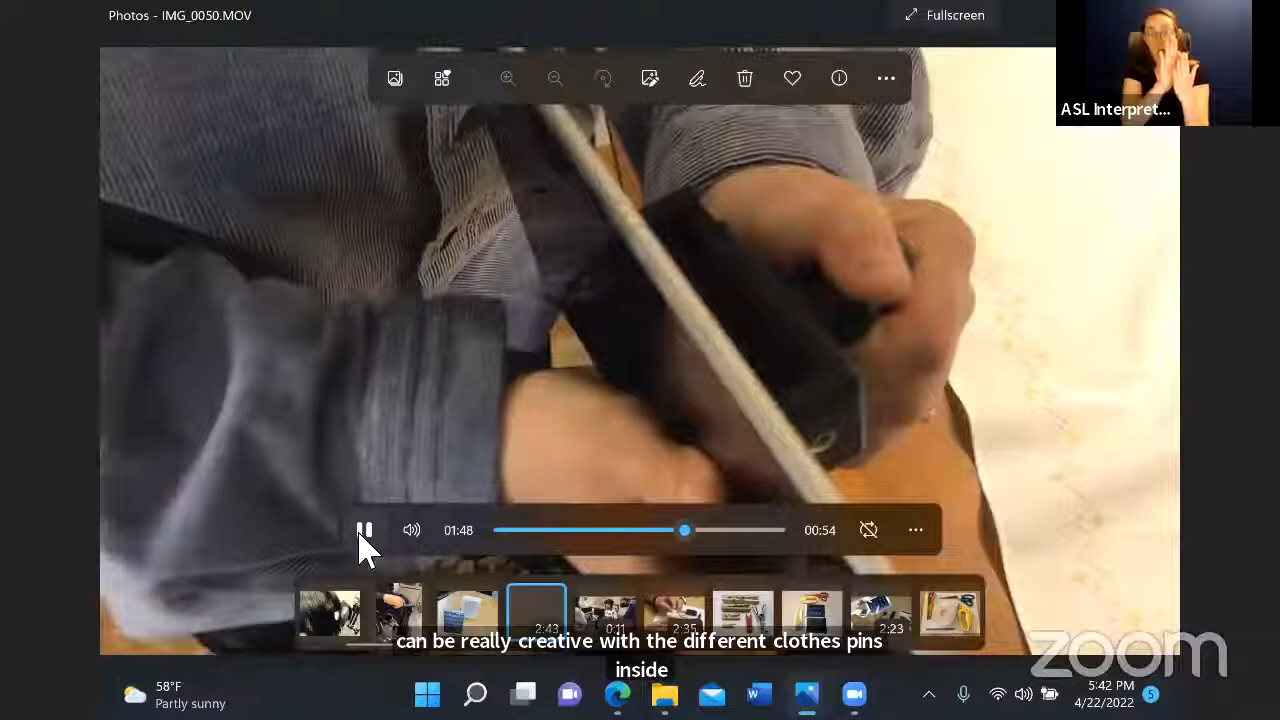 Photos - IMG_0050.MOV
Fullscreen
ASL Interpret...
01:48
00:54
2:43
0:11
2:35
2:23
can be really creative with the different clothes pins
inside
zoom
58°F
Partly sunny
5:42 PM
4/22/2022
5